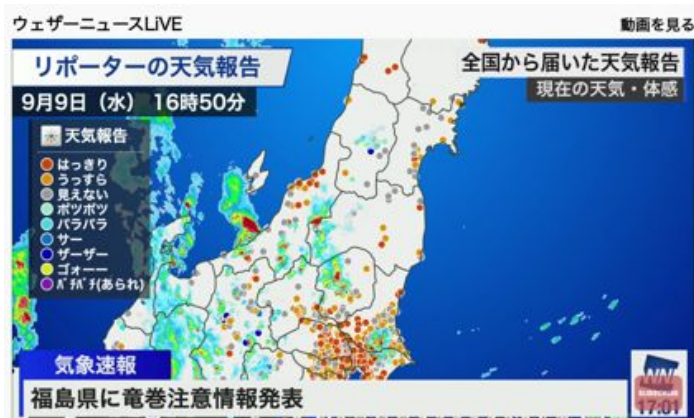 ウェザーニュースLiVE
動画を見る
リポーターの天気報告
全国から届いた天気報告
現在の天気・体感
9月9日（水） 16時50分
天気報告
はっきり
うっすら
見えない
ポツポツ
パラパラ
サー
ザーザー
ゴォーー
バチバチ(あられ)
気象速報
福島県に竜巻注意情報発表
WNI
17:01